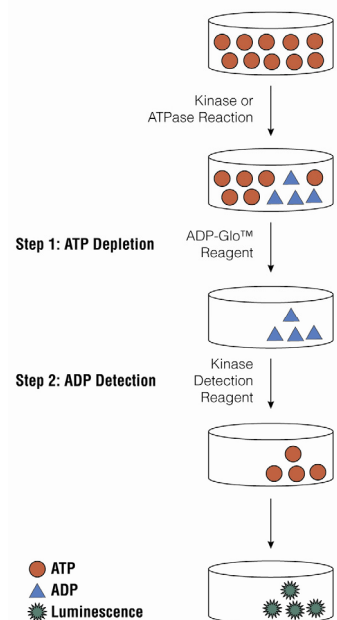 Kinase or
ATPase Reaction
Step 1: ATP Depletion
ADP-Glo™
Reagent
Step 2: ADP Detection
Kinase
Detection
Reagent
ATP
ADP
Luminescence